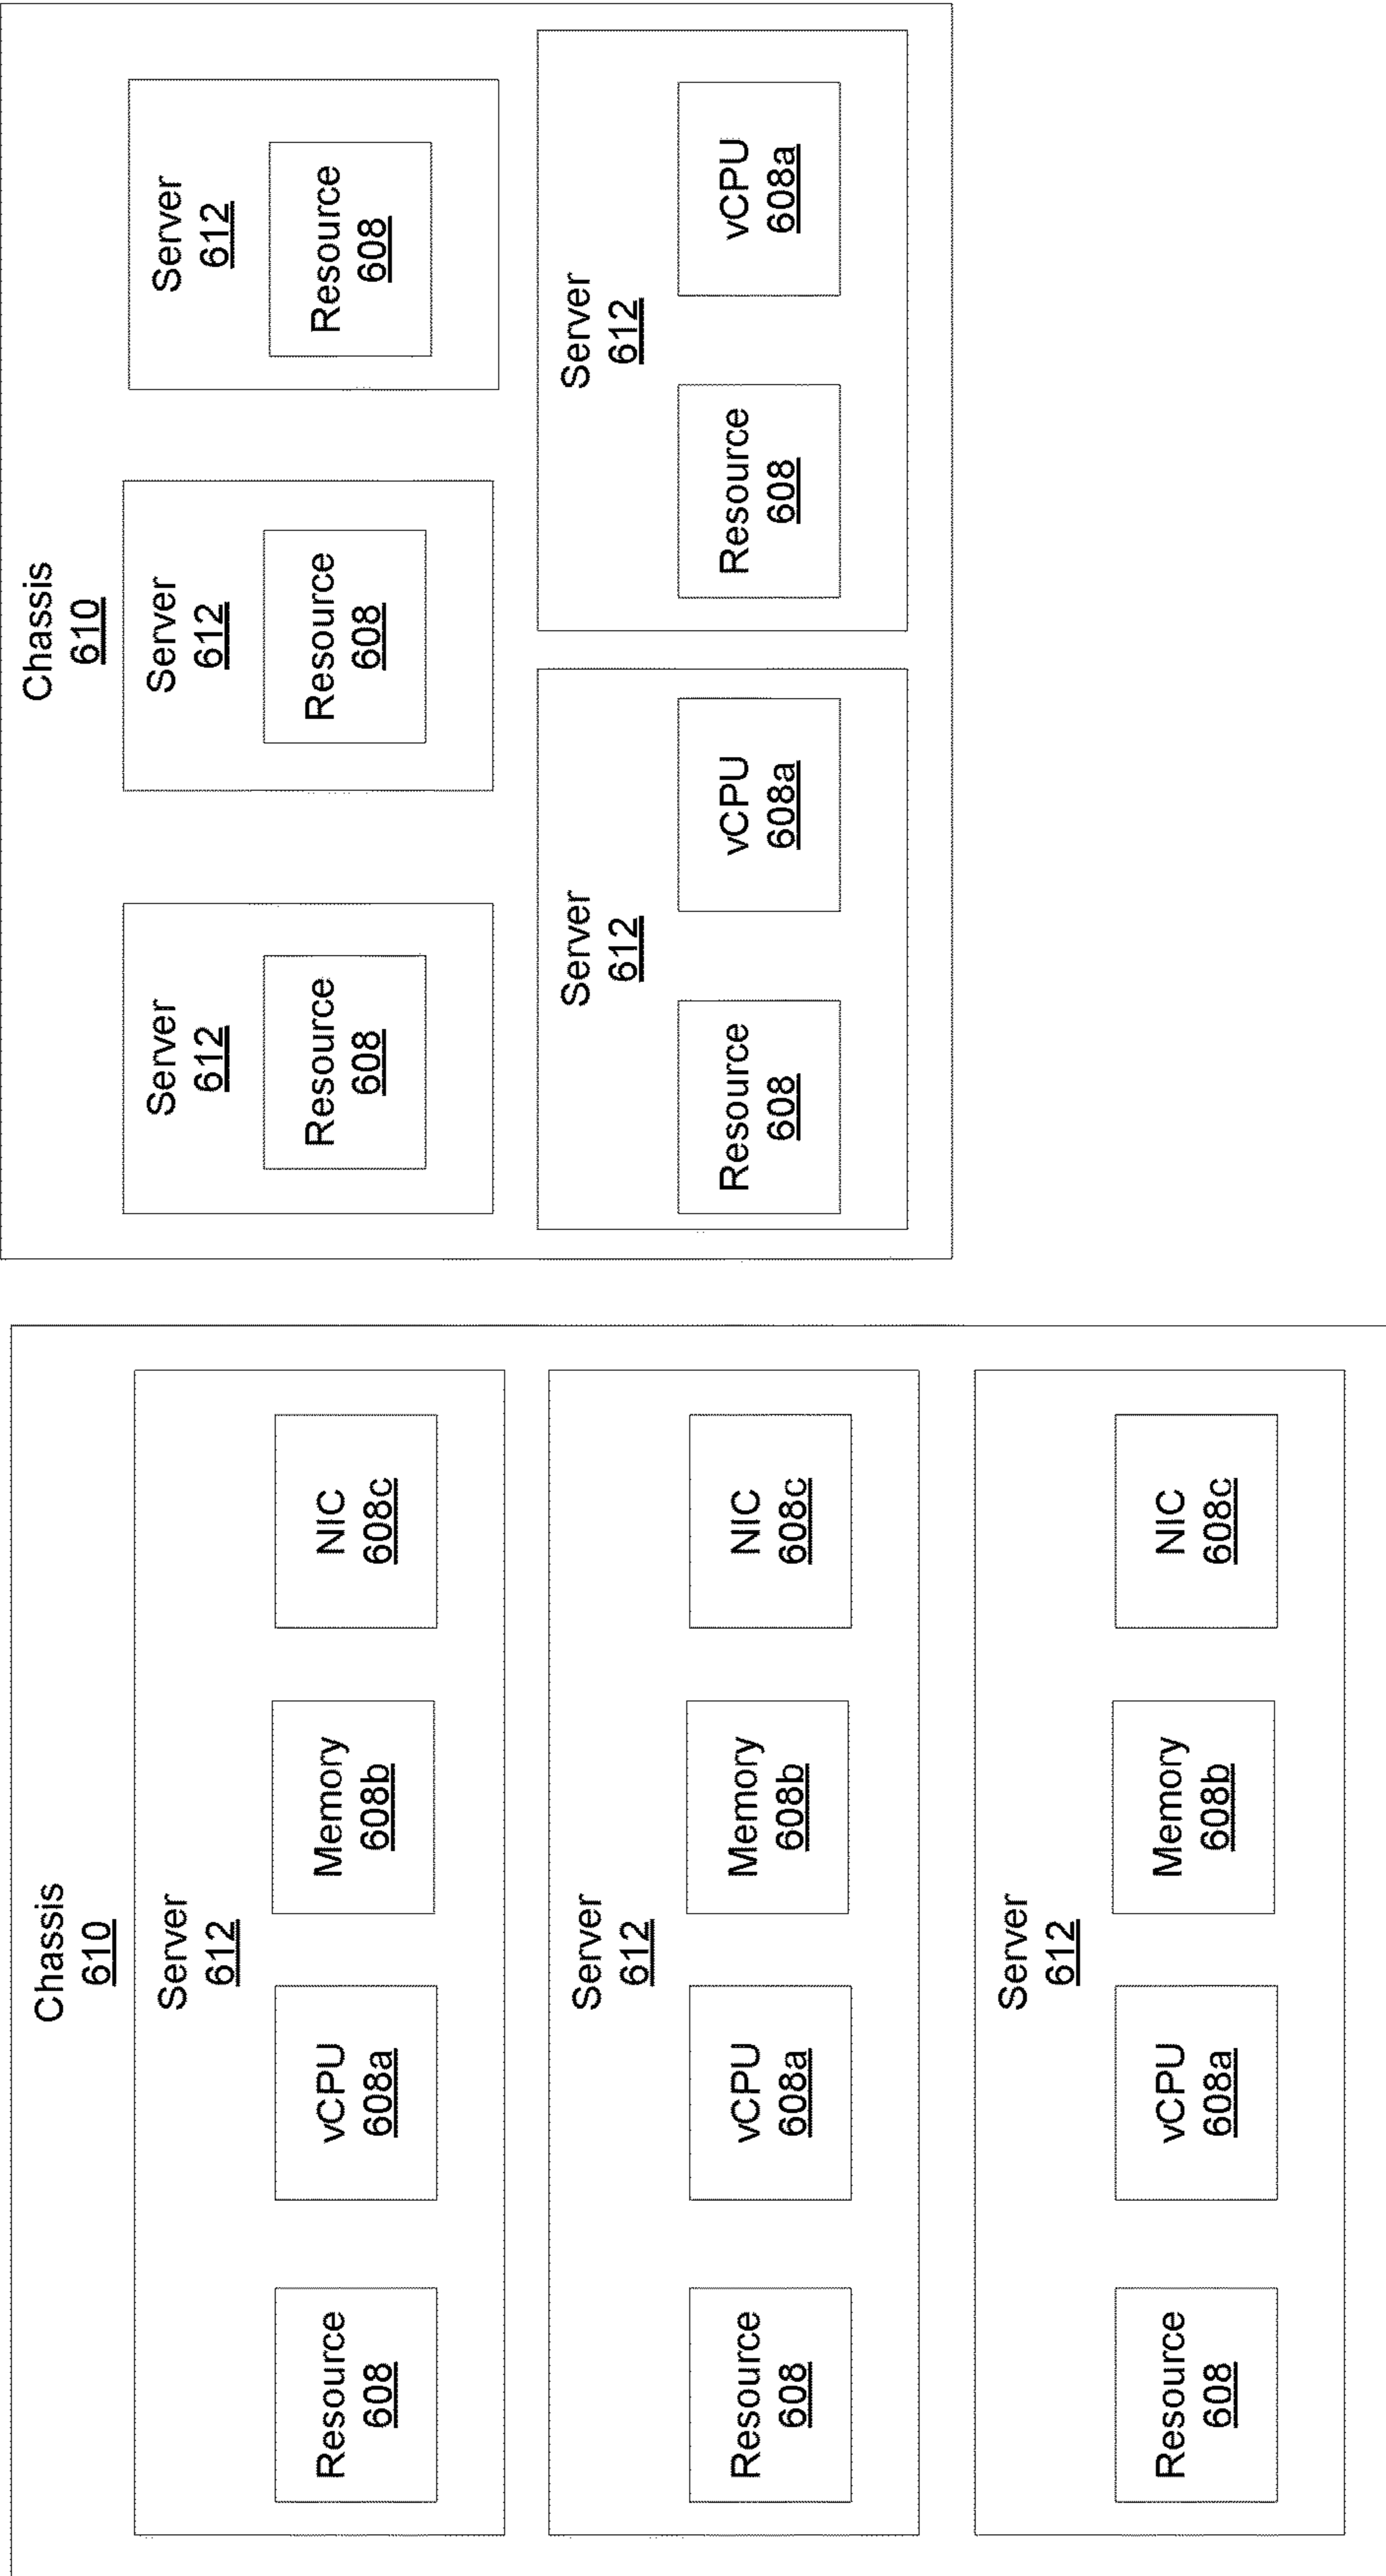 Chassis
610
Server
612
Resource
608
vCPU
608a
Memory
608b
NIC
608c
Server
612
Resource
608
vCPU
608a
Memory
608b
NIC
608c
Server
612
Resource
608
vCPU
608a
Memory
608b
NIC
608c
Chassis
610
Server
612
Resource
608
Server
612
Resource
608
Server
612
Resource
608
Server
612
Resource
608
vCPU
608a
Server
612
Resource
608
vCPU
608a